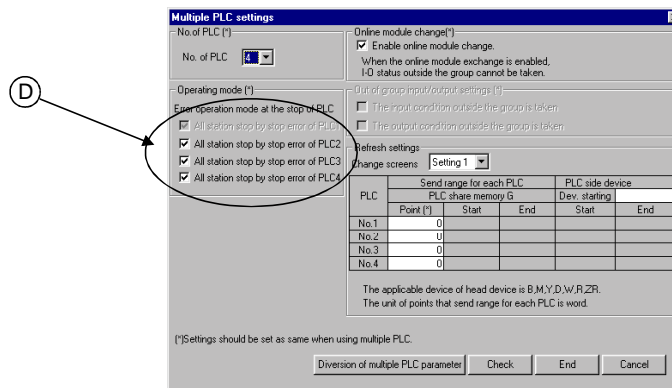 Multiple PLC settings
No.of PLC (*)
No. of PLC 4
Online module change(*)
Enable online module change.
When the online module exchange is enabled,
I-O status outside the group cannot be taken.
D
Operating mode (*)
Error operation mode at the stop of PLC
All station stop by stop error of PLC1
All station stop by stop error of PLC2
All station stop by stop error of PLC3
All station stop by stop error of PLC4
Out of group input/output settings (*)
The input condition outside the group is taken
The output condition outside the group is taken
Refresh settings
Change screens Setting 1
PLC Send range for each PLC PLC side device
PLC share memory G Dev. starting
Point (*) Start End Start End
No.1 0
No.2 0
No.3 0
No.4 0
The applicable device of head device is B,M,Y,D,W,R,ZR.
The unit of points that send range for each PLC is word.
(*)Settings should be set as same when using multiple PLC.
Diversion of multiple PLC parameter Check End Cancel